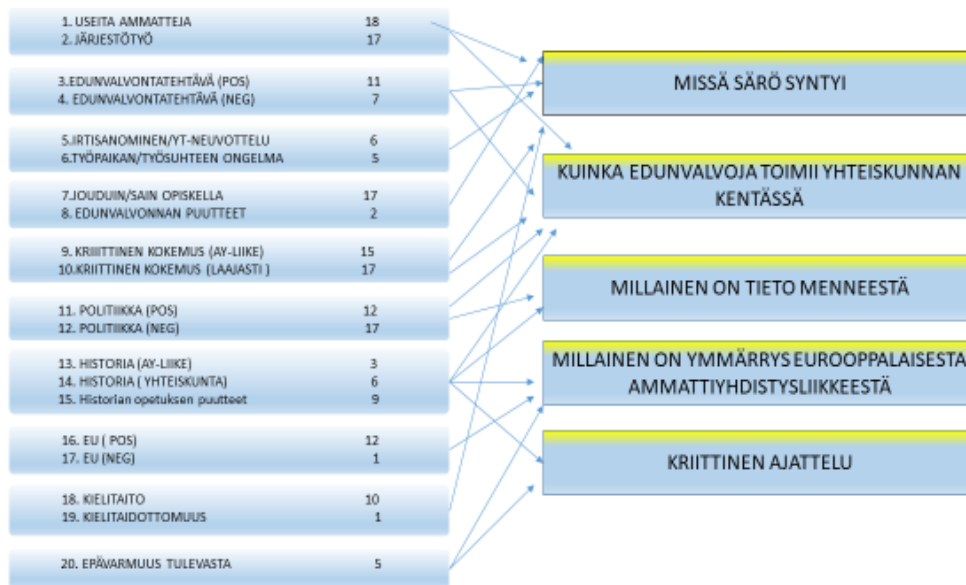 1. USEITA AMMATTEJA 18
2. JÄRJESTÖTYÖ 17
3.EDUNVALVONTATEHTÄVÄ (POS) 11
4. EDUNVALVONTATEHTÄVÄ (NEG) 7
5.IRTISANOMINEN/YT-NEUVOTTELU 6
6.TYÖPAIKAN/TYÖSUHTEEN ONGELMA 5
7.JOUDUIN/SAIN OPISKELLA 17
8. EDUNVALVONNAN PUUTTEET 2
9. KRIIITTINEN KOKEMUS (AY-LIIKE) 15
10.KRIITTINEN KOKEMUS (LAAJASTI ) 17
11. POLITIIKKA (POS) 12
12. POLITIIKKA (NEG) 17
13. HISTORIA (AY-LIIKE) 3
14. HISTORIA ( YHTEISKUNTA) 6
15. Historian opetuksen puutteet 9
16. EU ( POS) 12
17. EU (NEG) 1
18. KIELITAITO 10
19. KIELITAIDOTTOMUUS 1
20. EPÄVARMUUS TULEVASTA 5
MISSÄ SÄRÖ SYNTYI
KUINKA EDUNVALVOJA TOIMII YHTEISKUNNAN
KENTÄSSÄ
MILLAINEN ON TIETO MENNEESTÄ
MILLAINEN ON YMMÄRRYS EUROOPPALAISESTA
AMMATTIYHDISTYSLIIKKEESTÄ
KRIITTINEN AJATTELU